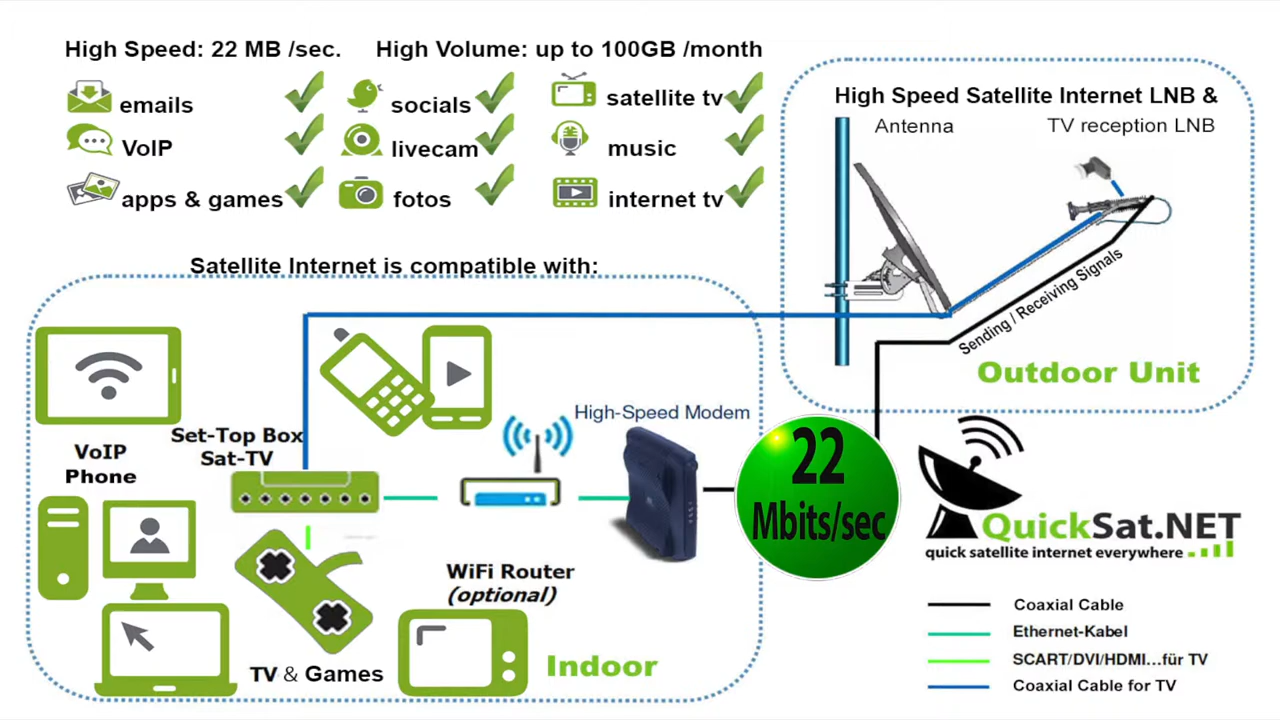 High Speed: 22 MB /sec.
High Volume: up to 100GB /month
emails
socials
satellite tv
VoIP
livecam
music
apps & games
fotos
internet tv
High Speed Satellite Internet LNB &
Antenna
TV reception LNB
Sending / Receiving Signals
Outdoor Unit
Satellite Internet is compatible with:
VoIP
Phone
Set-Top Box
Sat-TV
High-Speed Modem
22
Mbits/sec
WiFi Router
(optional)
TV & Games
Indoor
QuickSat.NET
quick satellite internet everywhere
Coaxial Cable
Ethernet-Kabel
SCART/DVI/HDMI...für TV
Coaxial Cable for TV